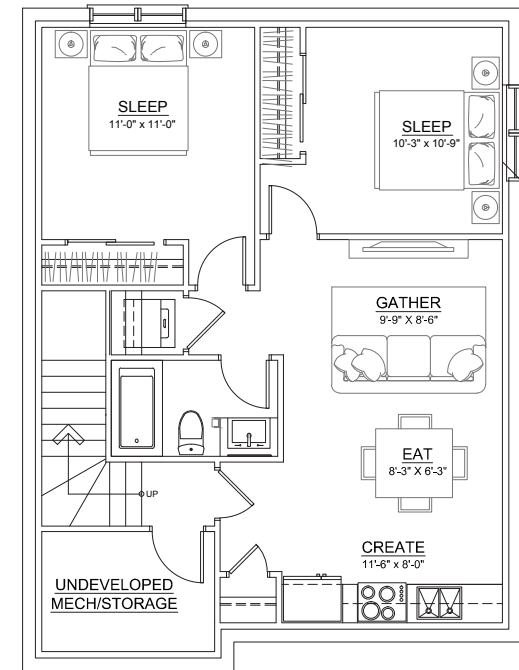 SLEEP
11'-0" x 11'-0"
SLEEP
10'-3" x 10'-9"
GATHER
9'-9" X 8'-6"
EAT
8'-3" X 6'-3"
UP
CREATE
11'-6" x 8'-0"
UNDEVELOPED
MECH/STORAGE